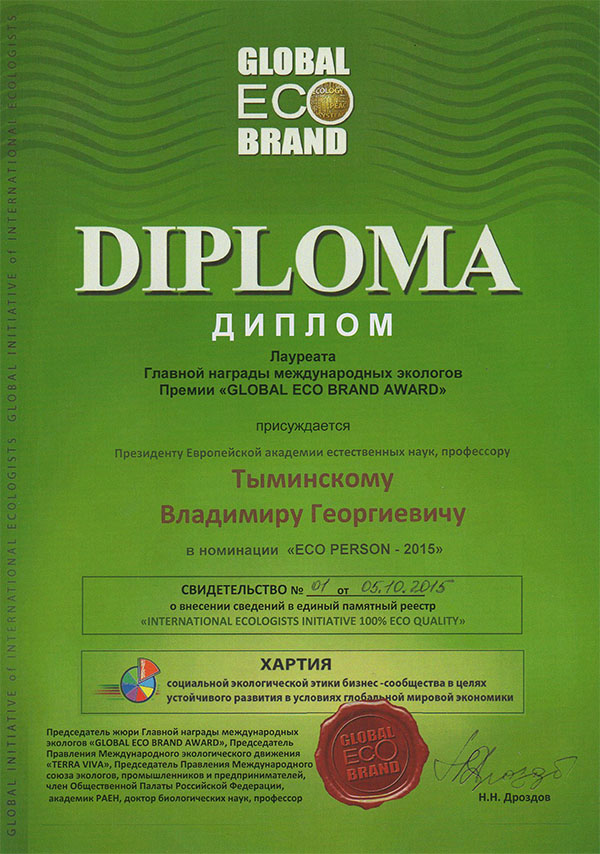 GLOBAL
ECO
BRAND
DIPLOMA
ДИПЛОМ
Лауреата
Главной награды международных экологов
Премии «GLOBAL ECO BRAND AWARD»
присуждается
Президенту Европейской академии естественных наук, профессору
Тыминскому
Владимиру Георгиевичу
в номинации «ECO PERSON - 2015»
СВИДЕТЕЛЬСТВО № 01 от 05.10.2015
о внесении сведений в единый памятный реестр
«INTERNATIONAL ECOLOGISTS INITIATIVE 100% ECO QUALITY»
ХАРТИЯ
социальной экологической этики бизнес -сообщества в целях
устойчивого развития в условиях глобальной мировой экономики
Председатель жюри Главной награды международных
экологов «GLOBAL ECO BRAND AWARD», Председатель
Правления Международного экологического движения
«TERRA VIVA», Председатель Правления Международного
союза экологов, промышленников и предпринимателей,
член Общественной Палаты Российской Федерации,
академик РАЕН, доктор биологических наук, профессор
GLOBAL
ECO
BRAND
Н.Н. Дроздов
GLOBAL INITIATIVE of INTERNATIONAL ECOLOGISTS GLOBAL INITIATIVE of INTERNATIONAL ECOLOGISTS